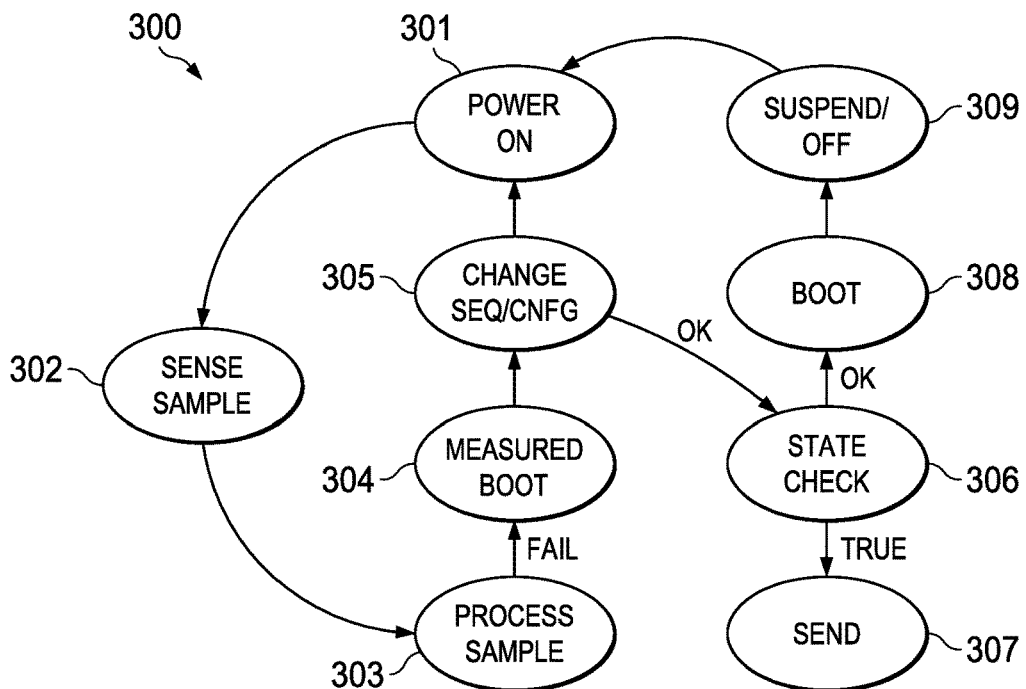 300
301
POWER
ON
SUSPEND/
OFF
309
305
CHANGE
SEQ/CNFG
BOOT
308
OK
302
SENSE
SAMPLE
OK
304
MEASURED
BOOT
STATE
CHECK
306
FAIL
TRUE
303
PROCESS
SAMPLE
SEND
307